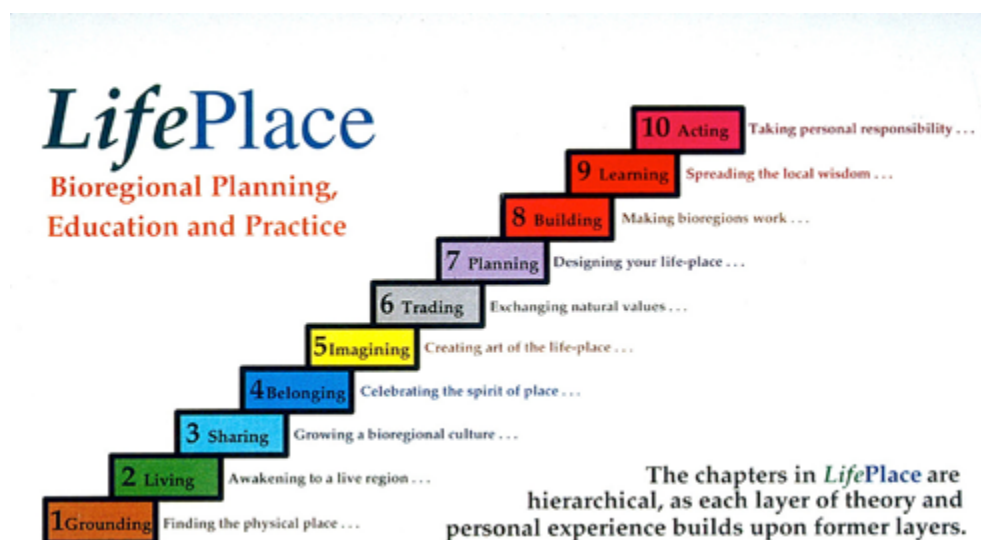 LifePlace
Bioregional Planning,
Education and Practice
10 Acting Taking personal responsibility . . .
9 Learning Spreading the local wisdom . . .
8 Building Making bioregions work . . .
7 Planning Designing your life-place . . .
6 Trading Exchanging natural values . . .
5 Imagining Creating art of the life-place . . .
4 Belonging Celebrating the spirit of place . . .
3 Sharing Growing a bioregional culture . . .
2 Living Awakening to a live region . . .
1 Grounding Finding the physical place . . .
The chapters in LifePlace are
hierarchical, as each layer of theory and
personal experience builds upon former layers.